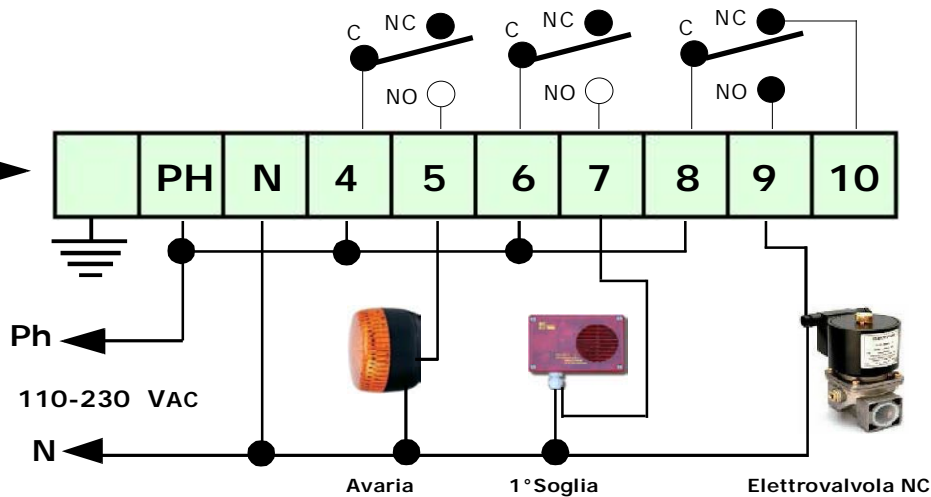 C NC C NC C NC
NO NO NO
PH N 4 5 6 7 8 9 10
Ph
110-230 VAC
N
Avaria 1°Soglia Elettrovalvola NC